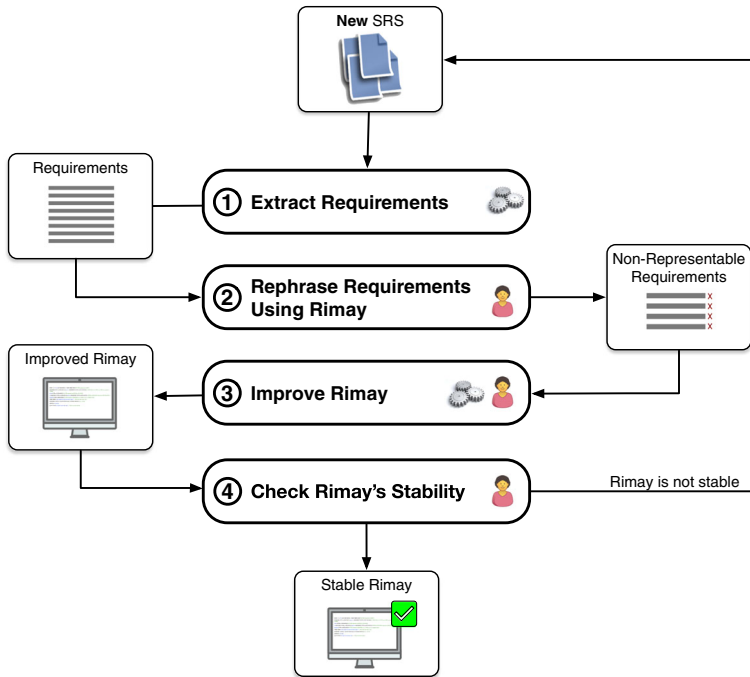 New SRS
Requirements
1 Extract Requirements
2 Rephrase Requirements
Using Rimay
Non-Representable
Requirements
x
x
x
x
Improved Rimay
3 Improve Rimay
4 Check Rimay's Stability
Rimay is not stable
Stable Rimay